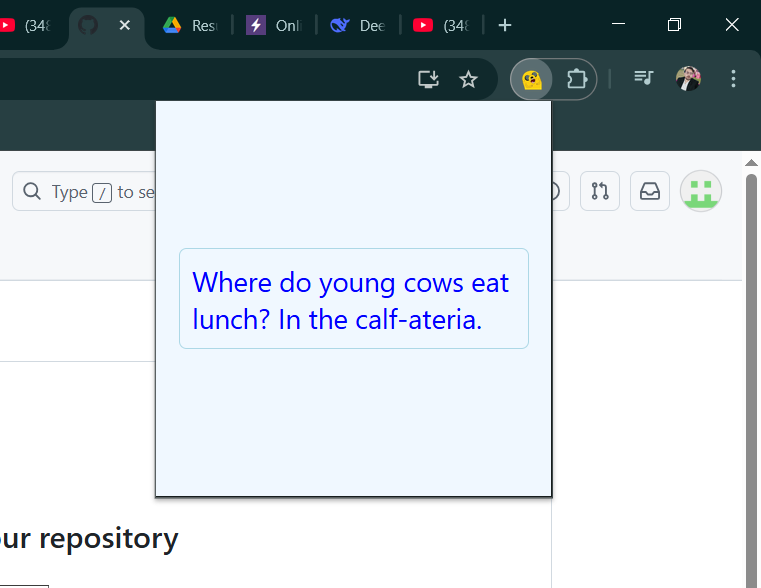 (348
Resu
Onli
Dee
(348
Type / to se
Where do young cows eat
lunch? In the calf-ateria.
ur repository